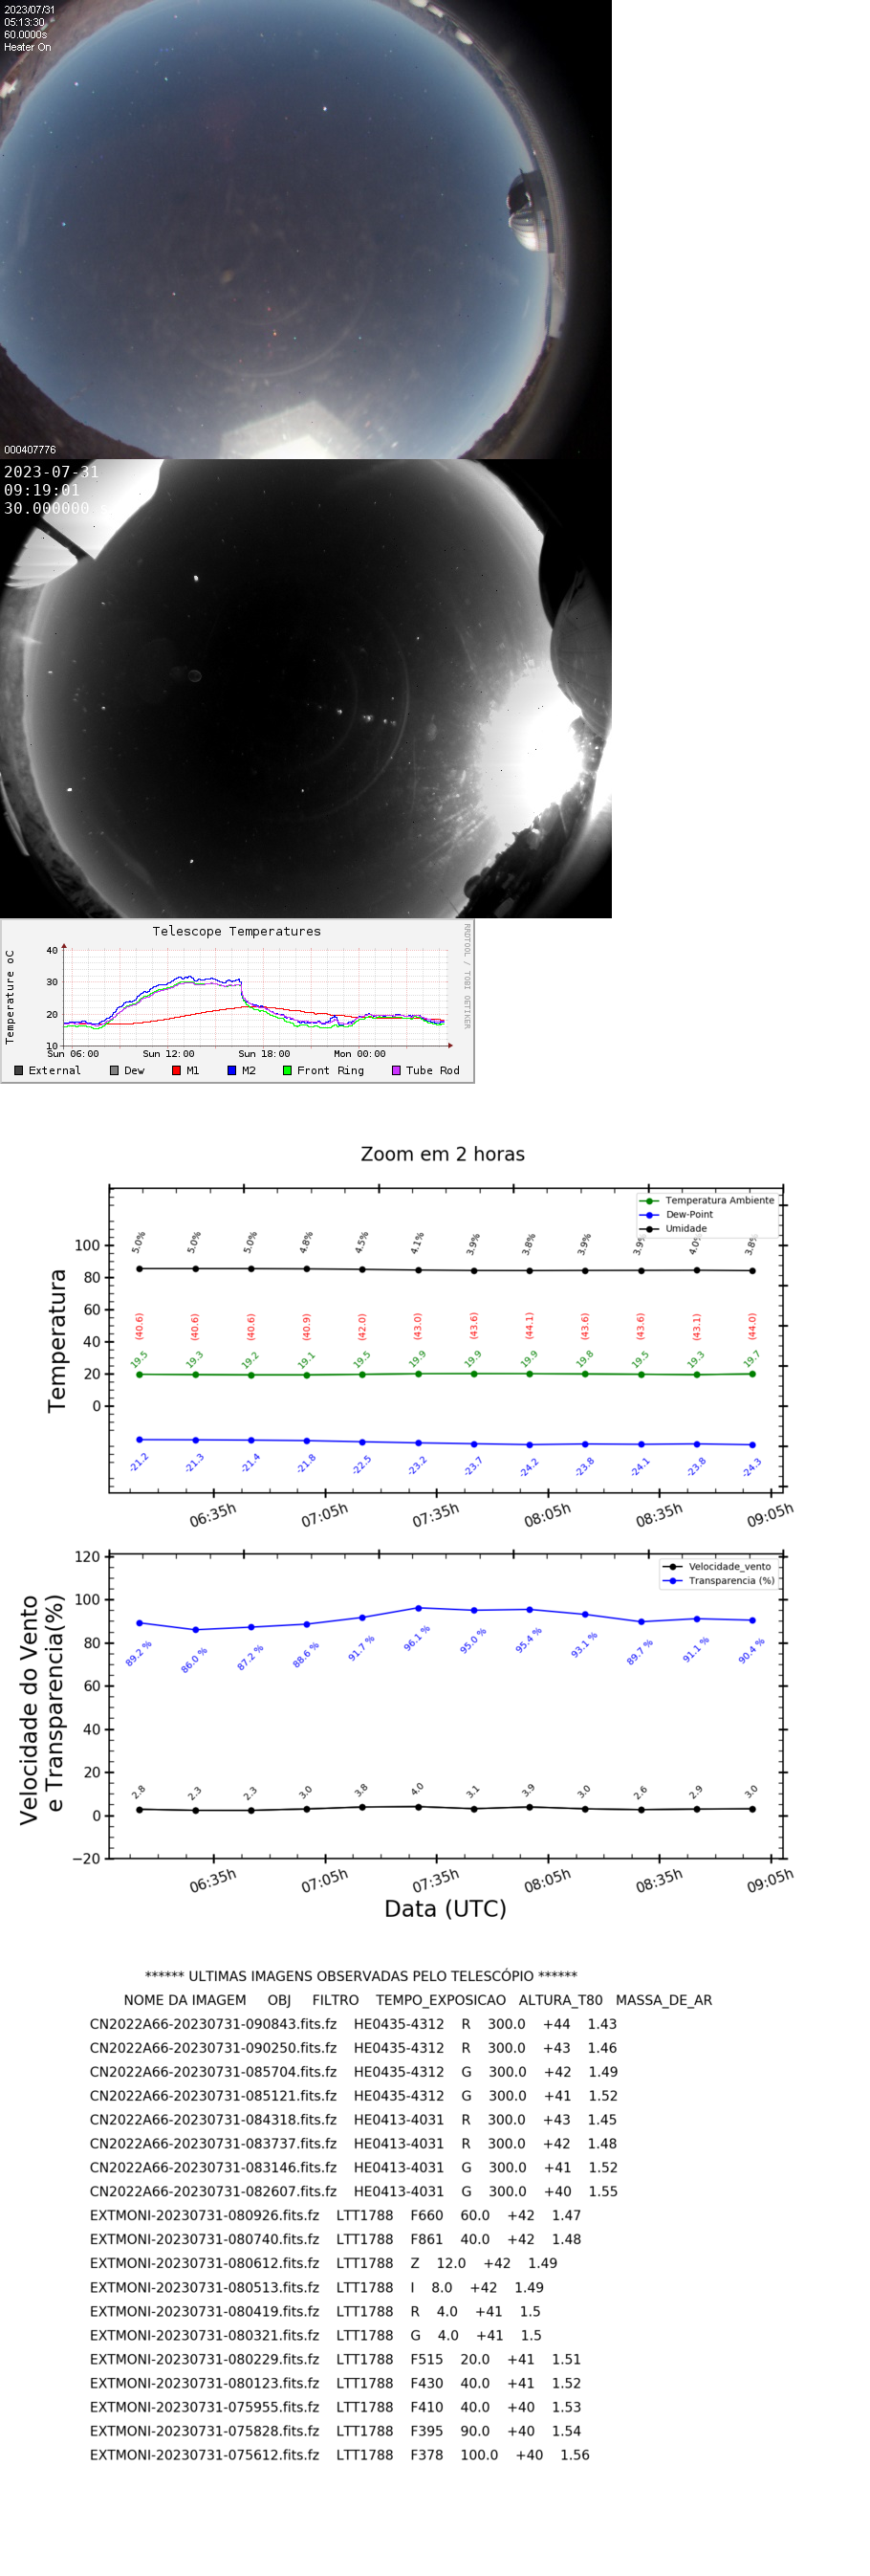 2023/07/31
05:13:30
60.0000s
Heater On
000407776
2023-07-31
09:19:01
30.000000 s
Telescope Temperatures
RRDTOOL / TOBI OETIKER
Temperature oC
40
30
20
10
Sun 06:00 Sun 12:00 Sun 18:00 Mon 00:00
External Dew M1 M2 Front Ring Tube Rod
Zoom em 2 horas
Temperatura Ambiente
Dew-Point
Umidade
Temperatura
100
80
60
40
20
0
5.0% 5.0% 5.0% 4.8% 4.5% 4.1% 3.9% 3.8% 3.9% 3.9% 4.0% 3.8%
(40.6) (40.6) (40.6) (40.9) (42.0) (43.0) (43.6) (44.1) (43.6) (43.6) (43.1) (44.0)
19.5 19.3 19.2 19.1 19.5 19.9 19.9 19.9 19.8 19.5 19.3 19.7
-21.2 -21.3 -21.4 -21.8 -22.5 -23.2 -23.7 -24.2 -23.8 -24.1 -23.8 -24.3
06:35h 07:05h 07:35h 08:05h 08:35h 09:05h
Velocidade_vento
Transparencia (%)
Velocidade do Vento
e Transparencia(%)
120
100
80
60
40
20
0
−20
89.2 % 86.0 % 87.2 % 88.6 % 91.7 % 96.1 % 95.0 % 95.4 % 93.1 % 89.7 % 91.1 % 90.4 %
2.8 2.3 2.3 3.0 3.8 4.0 3.1 3.9 3.0 2.6 2.9 3.0
06:35h 07:05h 07:35h 08:05h 08:35h 09:05h
Data (UTC)
****** ULTIMAS IMAGENS OBSERVADAS PELO TELESCÓPIO ******
NOME DA IMAGEM OBJ FILTRO TEMPO_EXPOSICAO ALTURA_T80 MASSA_DE_AR
CN2022A66-20230731-090843.fits.fz HE0435-4312 R 300.0 +44 1.43
CN2022A66-20230731-090250.fits.fz HE0435-4312 R 300.0 +43 1.46
CN2022A66-20230731-085704.fits.fz HE0435-4312 G 300.0 +42 1.49
CN2022A66-20230731-085121.fits.fz HE0435-4312 G 300.0 +41 1.52
CN2022A66-20230731-084318.fits.fz HE0413-4031 R 300.0 +43 1.45
CN2022A66-20230731-083737.fits.fz HE0413-4031 R 300.0 +42 1.48
CN2022A66-20230731-083146.fits.fz HE0413-4031 G 300.0 +41 1.52
CN2022A66-20230731-082607.fits.fz HE0413-4031 G 300.0 +40 1.55
EXTMONI-20230731-080926.fits.fz LTT1788 F660 60.0 +42 1.47
EXTMONI-20230731-080740.fits.fz LTT1788 F861 40.0 +42 1.48
EXTMONI-20230731-080612.fits.fz LTT1788 Z 12.0 +42 1.49
EXTMONI-20230731-080513.fits.fz LTT1788 I 8.0 +42 1.49
EXTMONI-20230731-080419.fits.fz LTT1788 R 4.0 +41 1.5
EXTMONI-20230731-080321.fits.fz LTT1788 G 4.0 +41 1.5
EXTMONI-20230731-080229.fits.fz LTT1788 F515 20.0 +41 1.51
EXTMONI-20230731-080123.fits.fz LTT1788 F430 40.0 +41 1.52
EXTMONI-20230731-075955.fits.fz LTT1788 F410 40.0 +40 1.53
EXTMONI-20230731-075828.fits.fz LTT1788 F395 90.0 +40 1.54
EXTMONI-20230731-075612.fits.fz LTT1788 F378 100.0 +40 1.56